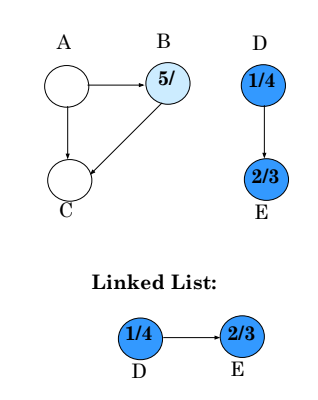 A B D
5/ 1/4
2/3
C E
Linked List:
1/4 2/3
D E